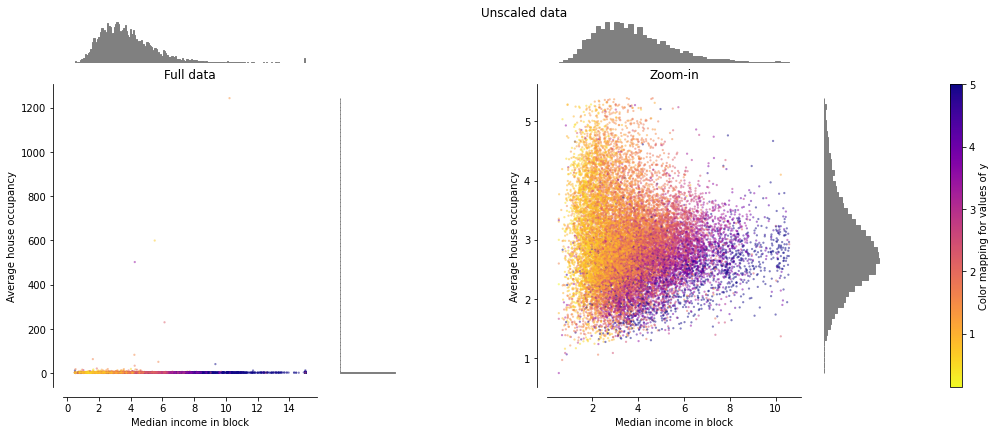 Unscaled data
Full data
Average house occupancy
1200
1000
800
600
400
200
0
0 2 4 6 8 10 12 14
Median income in block
Zoom-in
Average house occupancy
5
4
3
2
1
2 4 6 8 10
Median income in block
5
4
3
2
1
Color mapping for values of y